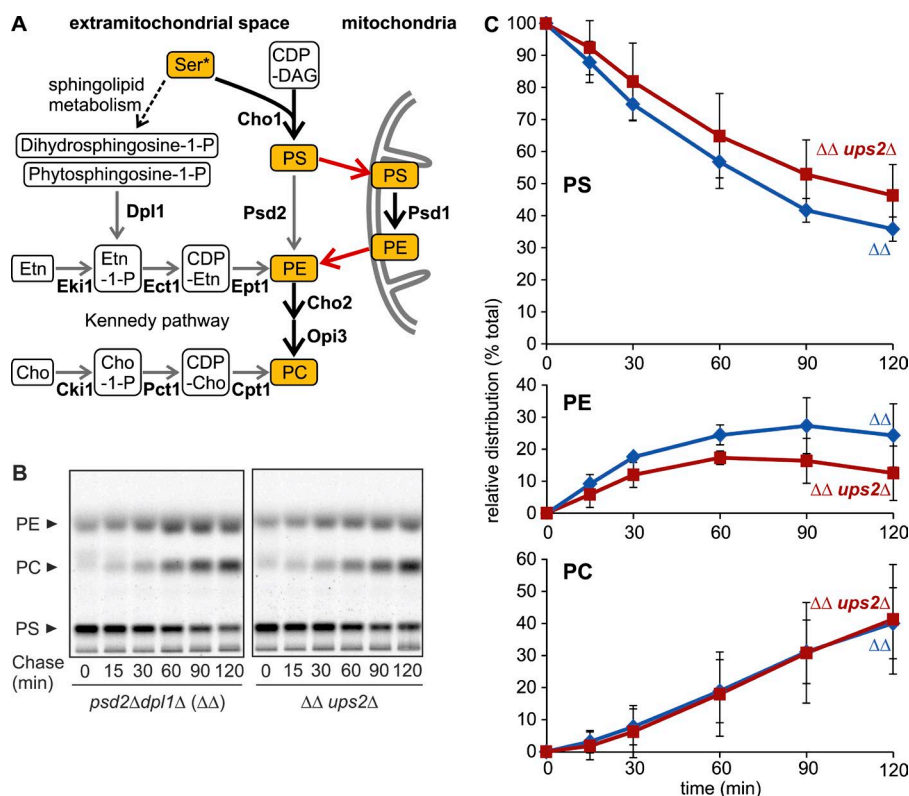 A
extramitochondrial space
mitochondria
Ser*
CDP
-DAG
sphingolipid
metabolism
Cho1
Dihydrosphingosine-1-P
Phytosphingosine-1-P
PS
PS
Dpl1
Psd2
Psd1
PE
Etn
Etn
-1-P
CDP
-Etn
PE
Eki1
Ect1
Ept1
Cho2
Kennedy pathway
Opi3
Cho
Cho
-1-P
CDP
-Cho
PC
Cki1
Pct1
Cpt1
B
PE
PC
PS
Chase
(min)
0 15 30 60 90 120
0 15 30 60 90 120
psd2Δdpl1Δ (ΔΔ)
ΔΔ ups2Δ
C
relative distribution (% total)
100
90
80
70
60
50
40
30
20
10
0
PS
ΔΔ ups2Δ
ΔΔ
0 30 60 90 120
40
30
20
10
0
PE
ΔΔ
ΔΔ ups2Δ
0 30 60 90 120
60
50
40
30
20
10
0
PC
ΔΔ ups2Δ
ΔΔ
0 30 60 90 120
time (min)